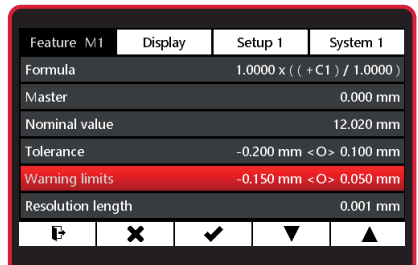 Feature M1 Display Setup 1 System 1
Formula 1.0000 x ( ( +C1 ) / 1.0000 )
Master 0.000 mm
Nominal value 12.020 mm
Tolerance -0.200 mm <O> 0.100 mm
Warning limits -0.150 mm <O> 0.050 mm
Resolution length 0.001 mm